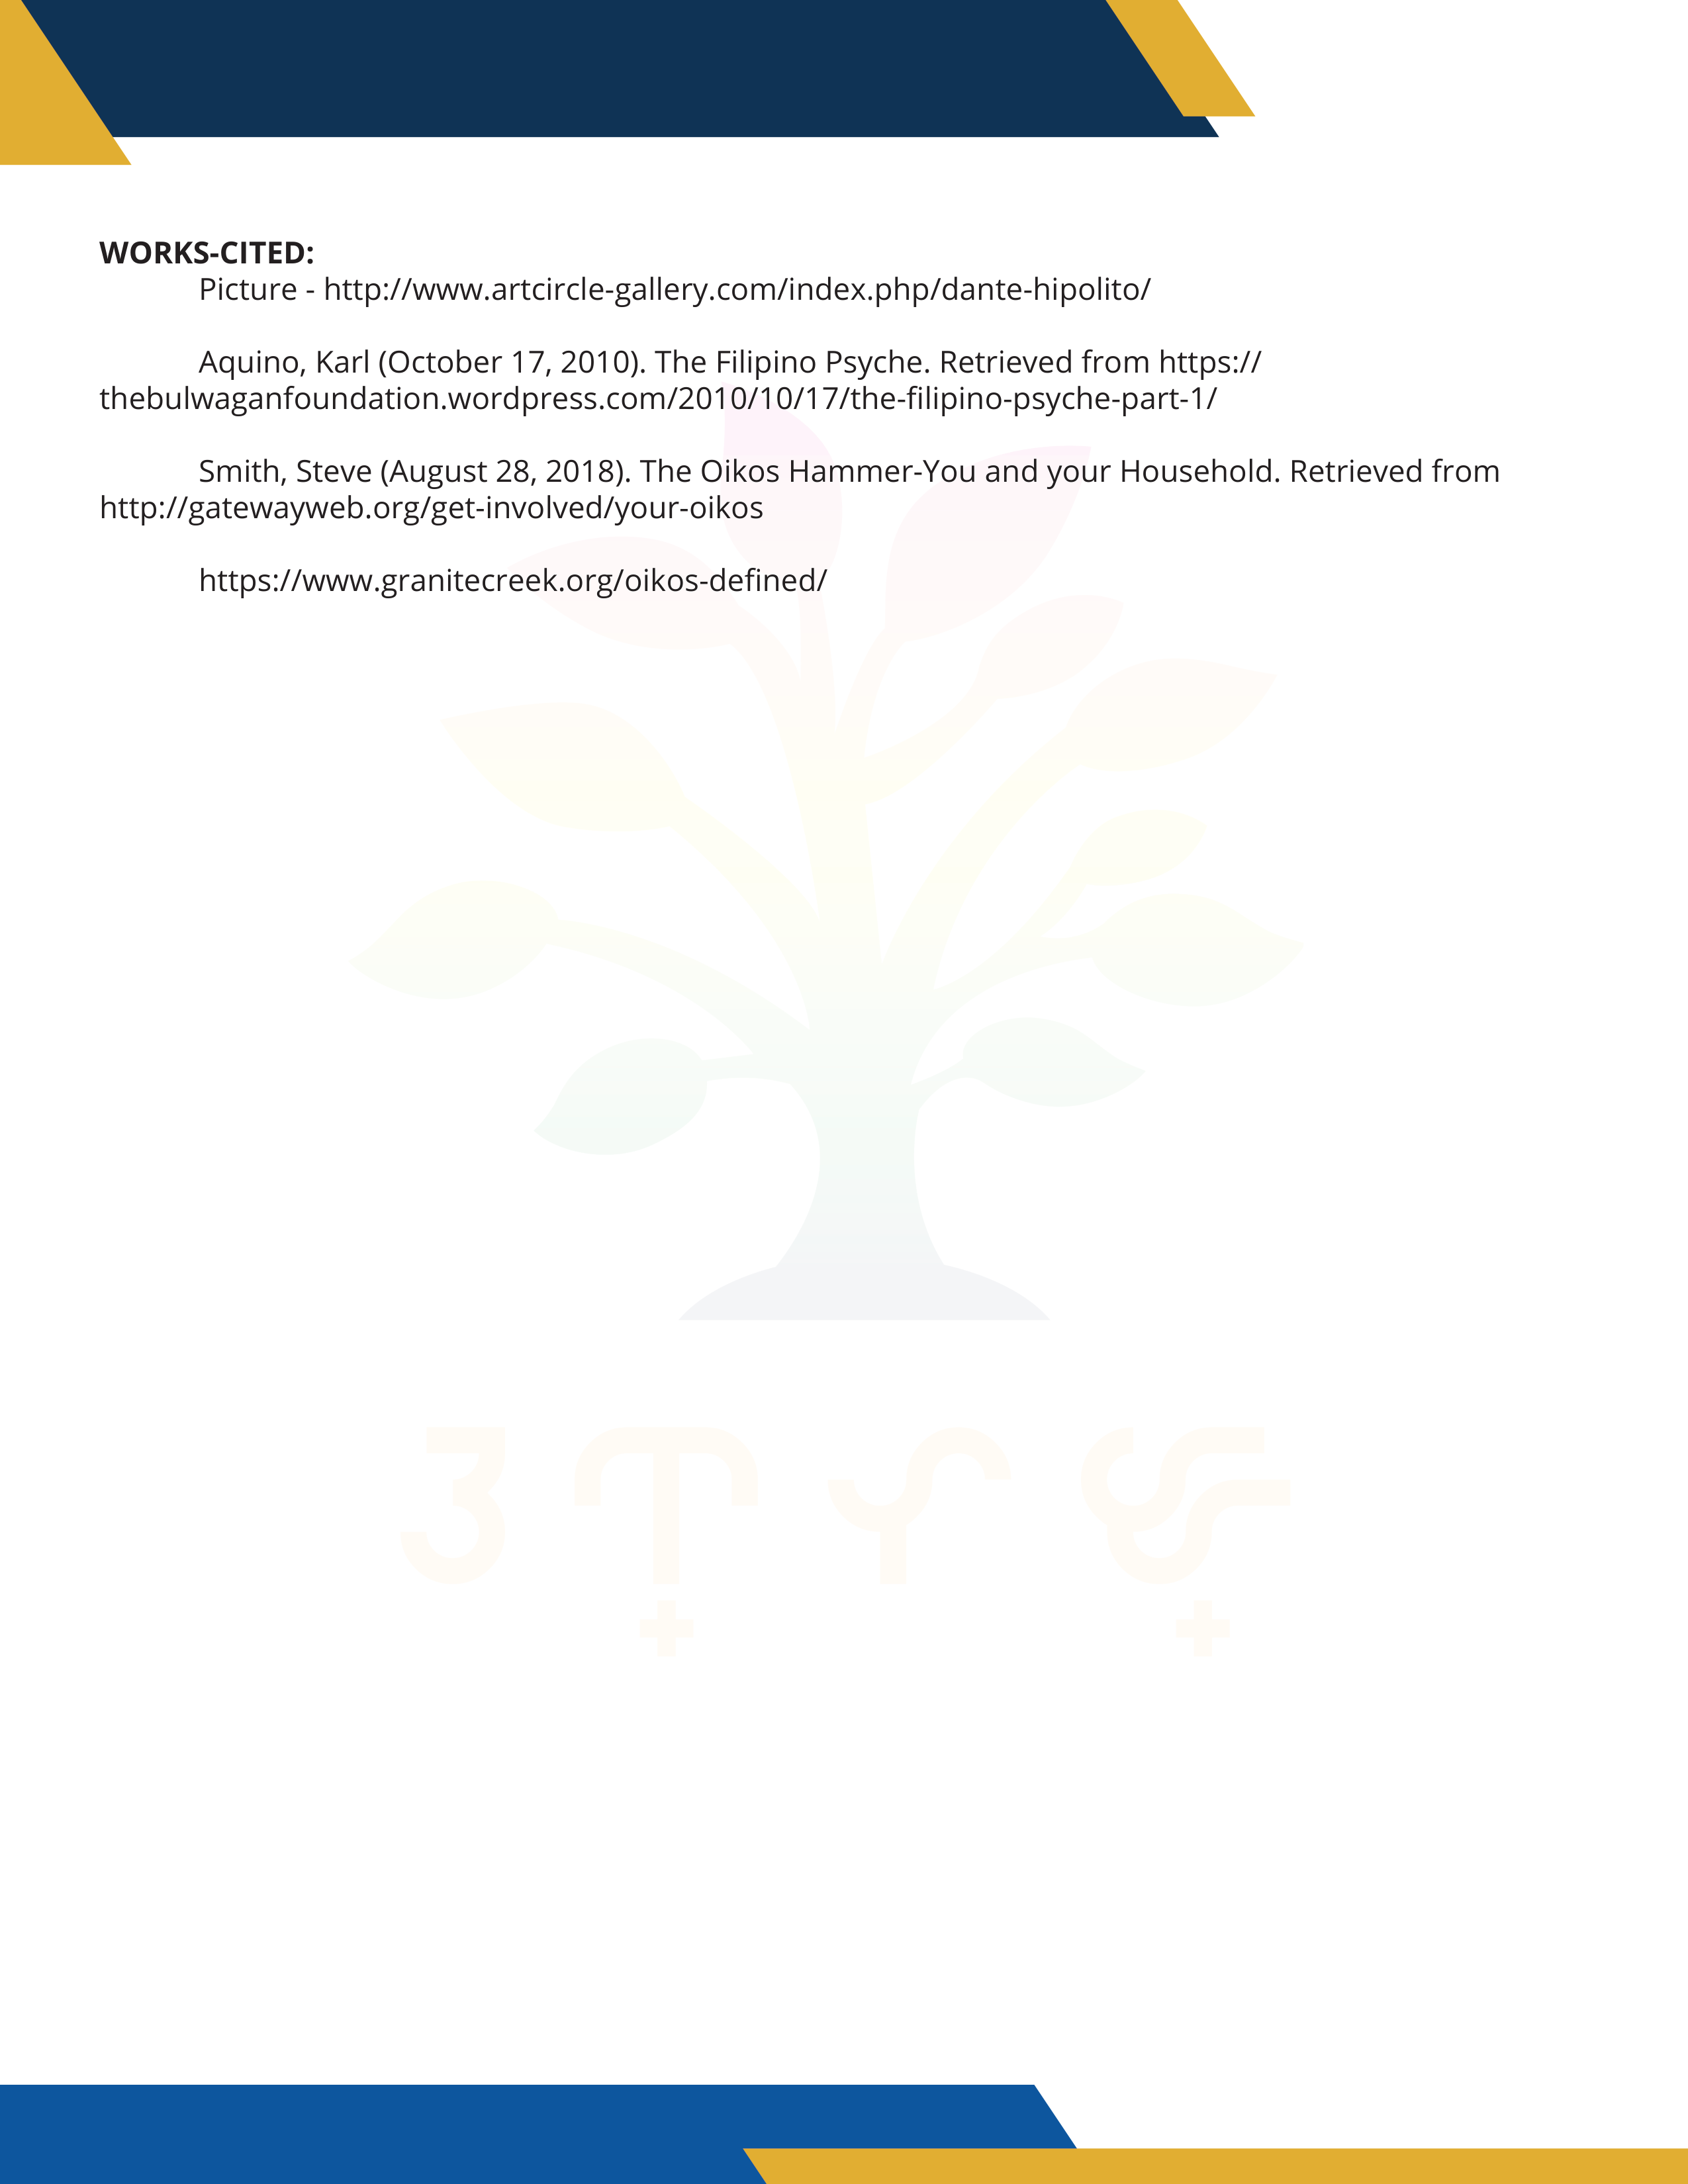 WORKS-CITED:
Picture - http://www.artcircle-gallery.com/index.php/dante-hipolito/
Aquino, Karl (October 17, 2010). The Filipino Psyche. Retrieved from https://
thebulwaganfoundation.wordpress.com/2010/10/17/the-filipino-psyche-part-1/
Smith, Steve (August 28, 2018). The Oikos Hammer-You and your Household. Retrieved from
http://gatewayweb.org/get-involved/your-oikos
https://www.granitecreek.org/oikos-defined/
ᜂᜄ᜔ᜈᜌ᜔